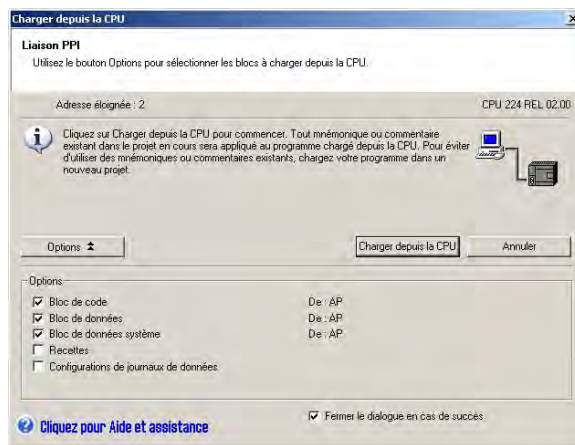 Charger depuis la CPU
Liaison PPI
Utilisez le bouton Options pour sélectionner les blocs à charger depuis la CPU.
Adresse éloignée : 2
CPU 224 REL 02.00
Cliquez sur Charger depuis la CPU pour commencer. Tout mnémonique ou commentaire
existant dans le projet en cours sera appliqué au programme chargé depuis la CPU. Pour éviter
d'utiliser des mnémoniques ou commentaires existants, chargez votre programme dans un
nouveau projet.
Options
Charger depuis la CPU
Annuler
Options
Bloc de code
De : AP
Bloc de données
De : AP
Bloc de données système
De : AP
Recettes
Configurations de journaux de données
Fermer le dialogue en cas de succès
Cliquez pour Aide et assistance